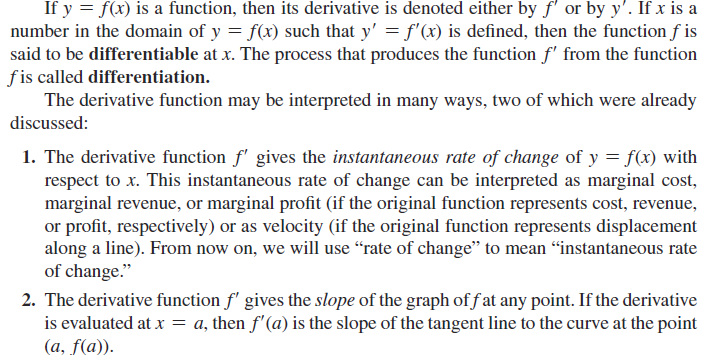 If y = f(x) is a function, then its derivative is denoted either by f′ or by y′. If x is a
number in the domain of y = f(x) such that y′ = f′(x) is defined, then the function f is
said to be differentiable at x. The process that produces the function f′ from the function
f is called differentiation.
The derivative function may be interpreted in many ways, two of which were already
discussed:
1. The derivative function f′ gives the instantaneous rate of change of y = f(x) with
respect to x. This instantaneous rate of change can be interpreted as marginal cost,
marginal revenue, or marginal profit (if the original function represents cost, revenue,
or profit, respectively) or as velocity (if the original function represents displacement
along a line). From now on, we will use “rate of change” to mean “instantaneous rate
of change.”
2. The derivative function f′ gives the slope of the graph of f at any point. If the derivative
is evaluated at x = a, then f′(a) is the slope of the tangent line to the curve at the point
(a, f(a)).